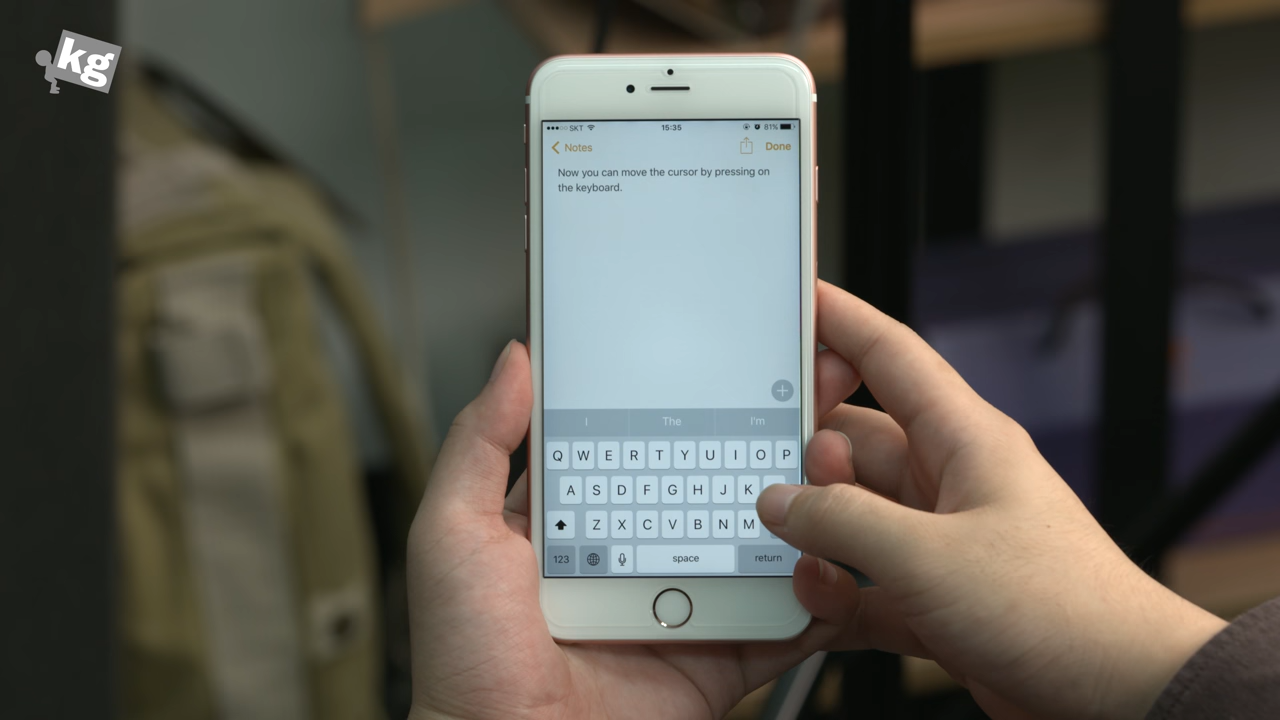 kg
SKT 15:35 81%
Notes Done
Now you can move the cursor by pressing on
the keyboard.
I The I'm
Q W E R T Y U I O P
A S D F G H J K
Z X C V B N M
123 space return